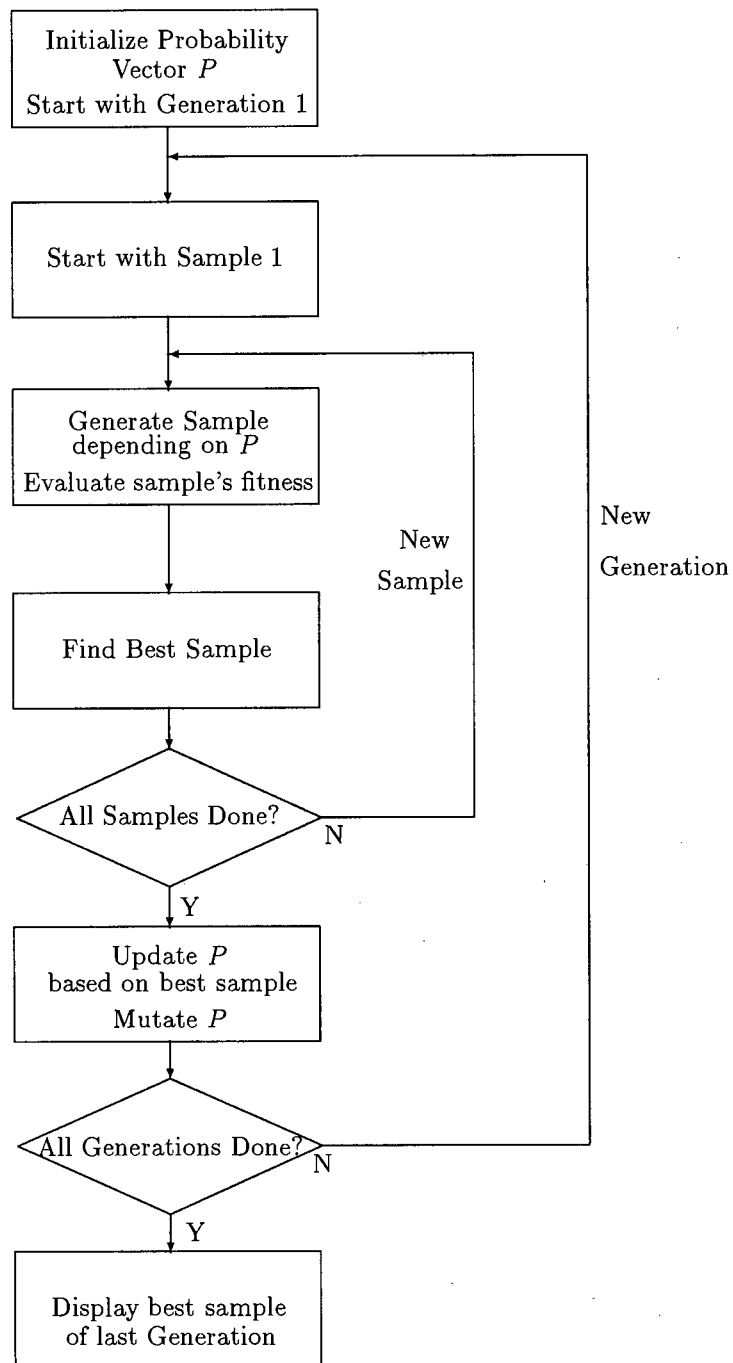 Initialize Probability
Vector P
Start with Generation 1
Start with Sample 1
Generate Sample
depending on P
Evaluate sample's fitness
New
Sample
New
Generation
Find Best Sample
All Samples Done?
N
Y
Update P
based on best sample
Mutate P
All Generations Done?
N
Y
Display best sample
of last Generation